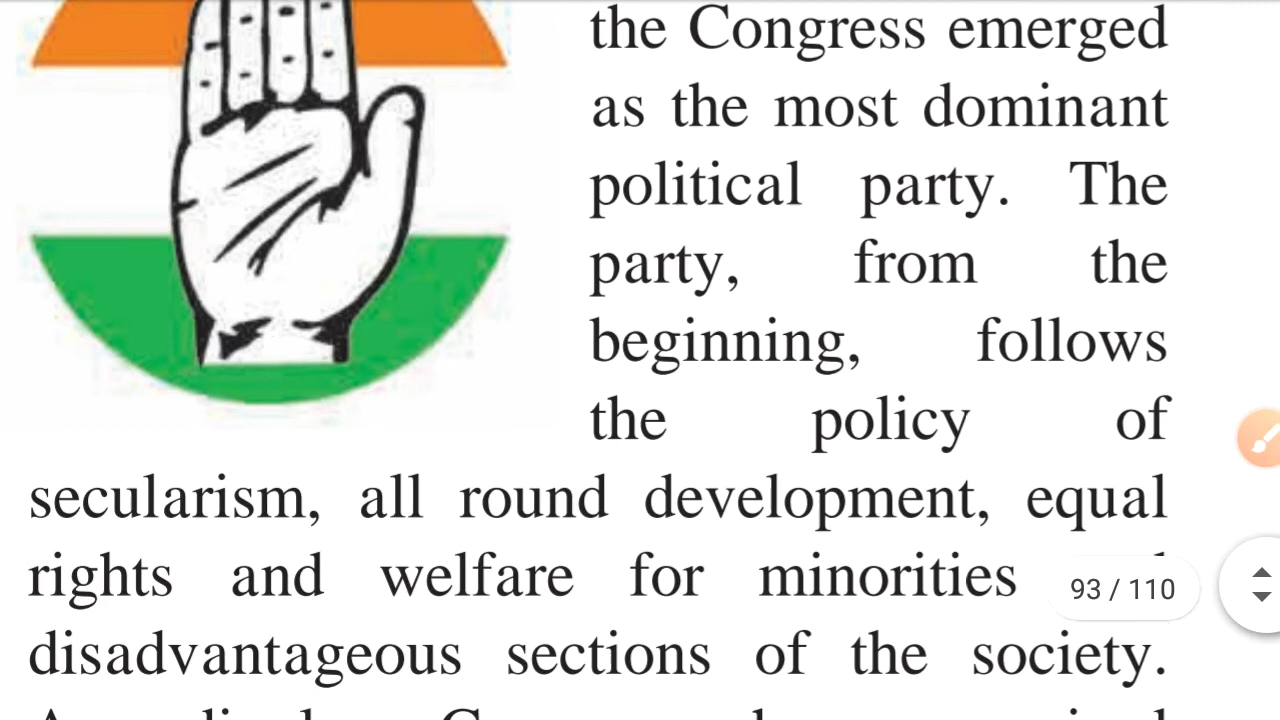 the Congress emerged
as the most dominant
political party. The
party, from the
beginning, follows
the policy of
secularism, all round development, equal
rights and welfare for minorities
93 / 110
disadvantageous sections of the society.